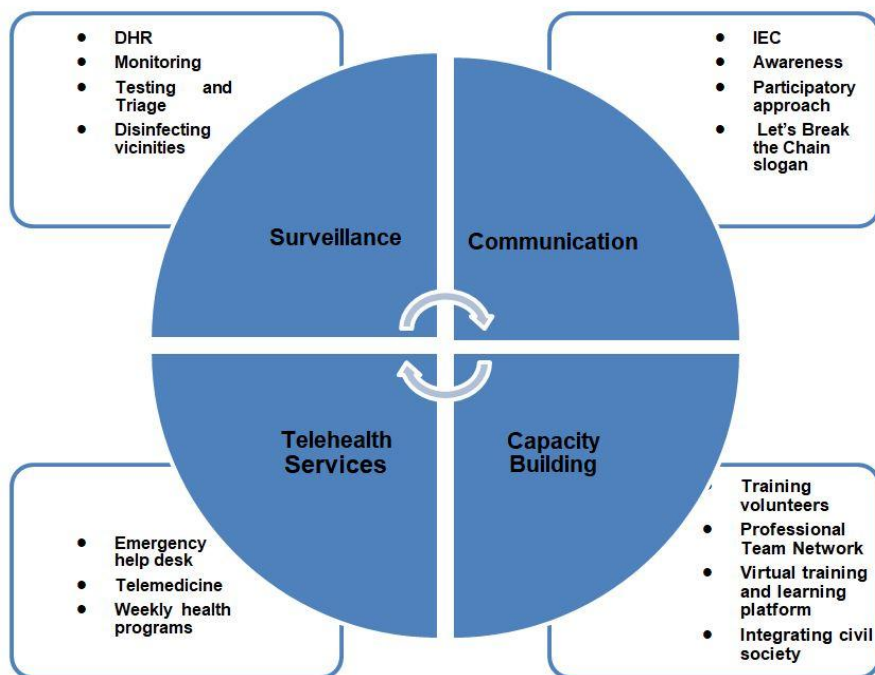 ● DHR
● Monitoring
● Testing and
Triage
● Disinfecting
vicinities
● IEC
● Awareness
● Participatory
approach
● Let's Break
the Chain
slogan
Surveillance
Communication
Telehealth
Services
Capacity
Building
● Emergency
help desk
● Telemedicine
● Weekly health
programs
● Training
volunteers
● Professional
Team Network
● Virtual training
and learning
platform
● Integrating civil
society